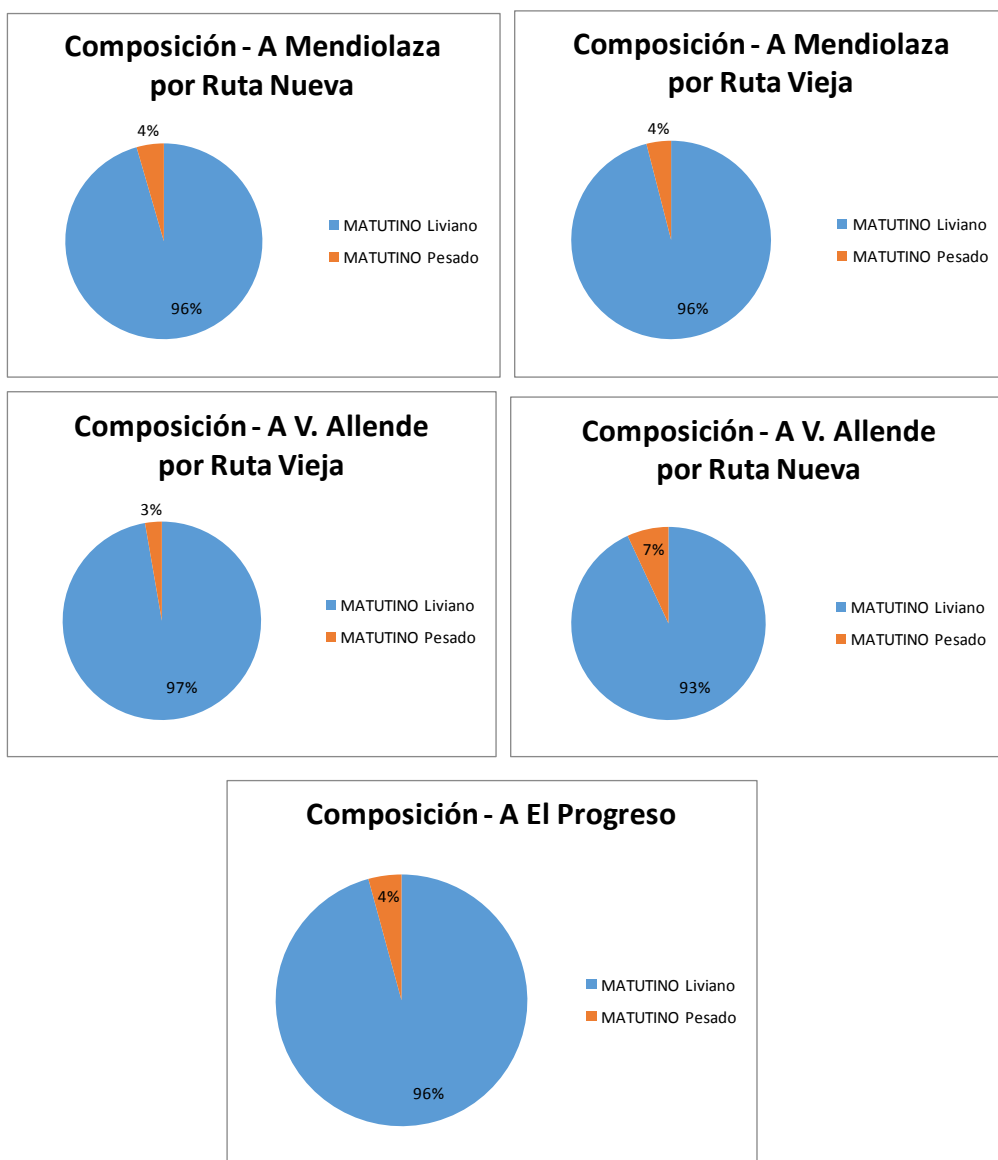 Composición - A Mendiolaza
por Ruta Nueva
4%
96%
MATUTINO Liviano
MATUTINO Pesado
Composición - A Mendiolaza
por Ruta Vieja
4%
96%
MATUTINO Liviano
MATUTINO Pesado
Composición - A V. Allende
por Ruta Vieja
3%
97%
MATUTINO Liviano
MATUTINO Pesado
Composición - A V. Allende
por Ruta Nueva
7%
93%
MATUTINO Liviano
MATUTINO Pesado
Composición - A El Progreso
4%
96%
MATUTINO Liviano
MATUTINO Pesado